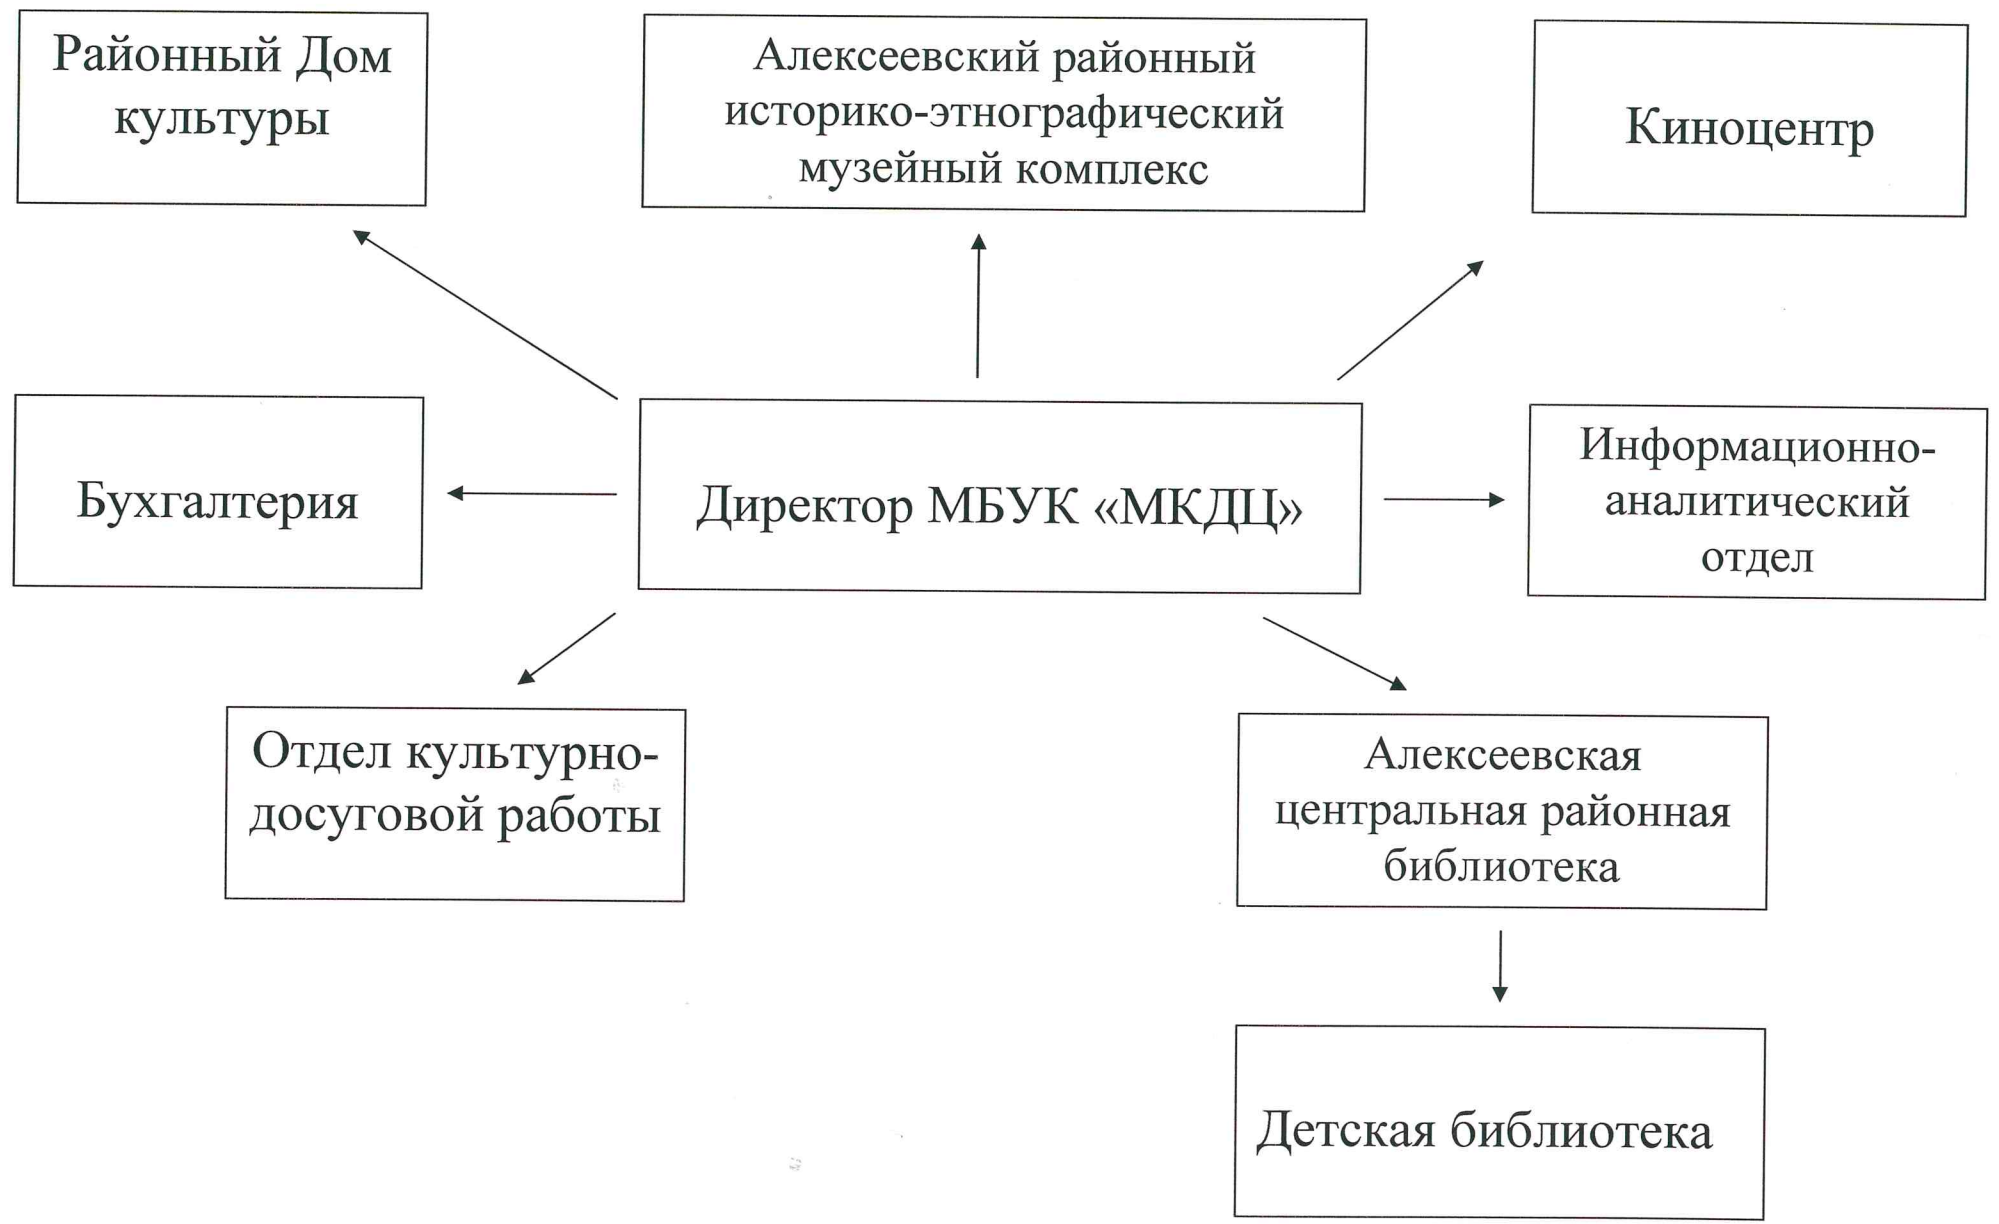 Районный Дом
культуры
Алексеевский районный
историко-этнографический
музейный комплекс
Киноцентр
Бухгалтерия
Директор МБУК «МКДЦ»
Информационно-
аналитический
отдел
Отдел культурно-
досуговой работы
Алексеевская
центральная районная
библиотека
Детская библиотека